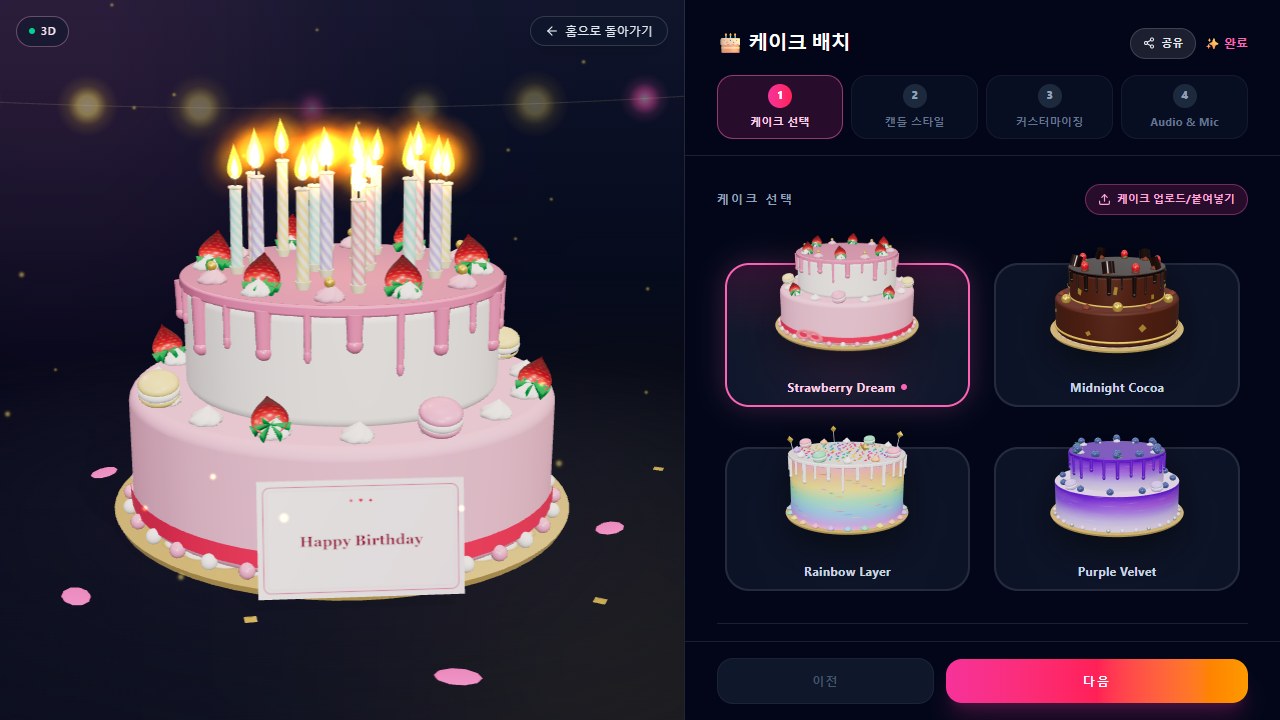 3D
홈으로 돌아가기
Happy Birthday
케이크 배치
공유
완료
1
케이크 선택
2
캔들 스타일
3
커스터마이징
4
Audio & Mic
케이크 선택
케이크 업로드/붙여넣기
Strawberry Dream
Midnight Cocoa
Rainbow Layer
Purple Velvet
이전
다음